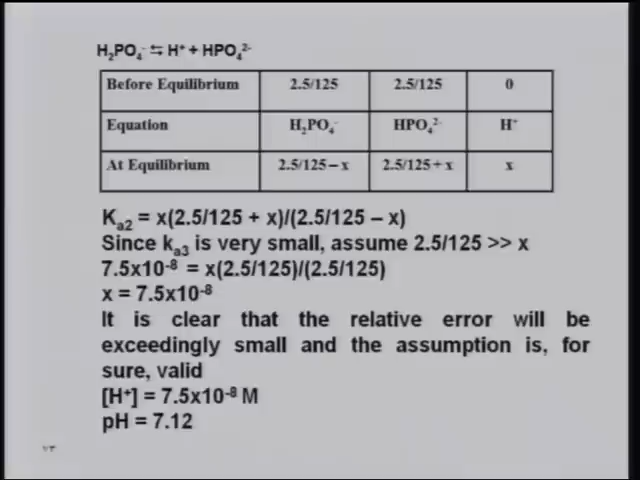 H₂PO₄⁻ ⇆ H⁺ + HPO₄²⁻
Before Equilibrium 2.5/125 2.5/125 0
Equation H₂PO₄⁻ HPO₄²⁻ H⁺
At Equilibrium 2.5/125 – x 2.5/125 + x x
Kₐ₂ = x(2.5/125 + x)/(2.5/125 – x)
Since kₐ₃ is very small, assume 2.5/125 >> x
7.5x10⁻⁸ = x(2.5/125)/(2.5/125)
x = 7.5x10⁻⁸
It is clear that the relative error will be
exceedingly small and the assumption is, for
sure, valid
[H⁺] = 7.5x10⁻⁸ M
pH = 7.12
٧٣